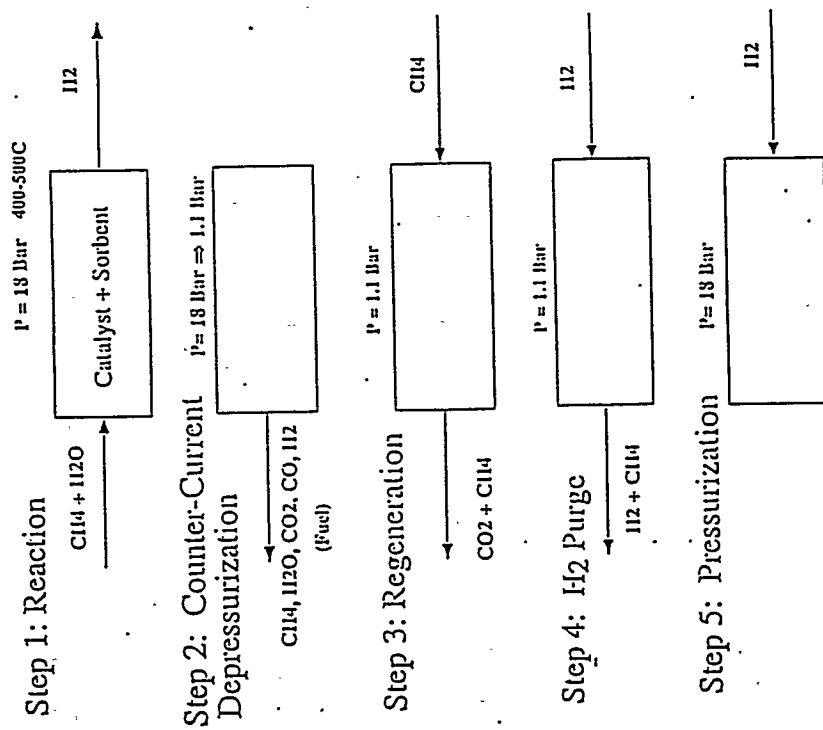 Step 1: Reaction
P = 18 Bar 400-500C
CH4 + H2O
Catalyst + Sorbent
H2
Step 2: Counter-Current
Depressurization
P = 18 Bar ⇒ 1.1 Bar
CH4, H2O, CO2, CO, H2
(Fuel)
Step 3: Regeneration
P = 1.1 Bar
CH4
CO2 + CH4
Step 4: H2 Purge
P = 1.1 Bar
H2
H2 + CH4
Step 5: Pressurization
P = 18 Bar
H2